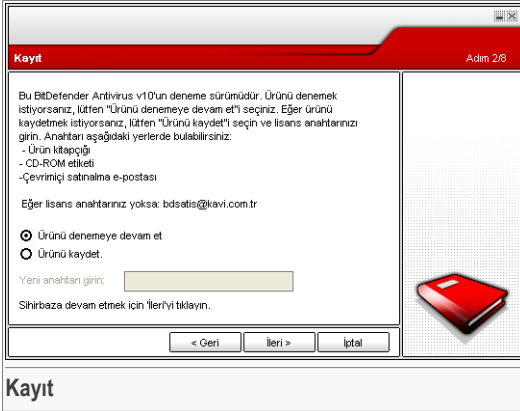 Kayıt
Adım 2/8
Bu BitDefender Antivirus v10'un deneme sürümüdür. Ürünü denemek
istiyorsanız, lütfen "Ürünü denemeye devam et"i seçiniz. Eğer ürünü
kaydetmek istiyorsanız, lütfen "Ürünü kaydet"i seçin ve lisans anahtarınızı
girin. Anahtarı aşağıdaki yerlerde bulabilirsiniz:
- Ürün kitapçığı
- CD-ROM etiketi
-Çevrimiçi satınalma e-postası
Eğer lisans anahtarınız yoksa: bdsatis@kavi.com.tr
Ürünü denemeye devam et
Ürünü kaydet.
Yeni anahtarı girin:
Sihirbaza devam etmek için 'İleri'yi tıklayın.
« Geri
İleri »
İptal
Kayıt